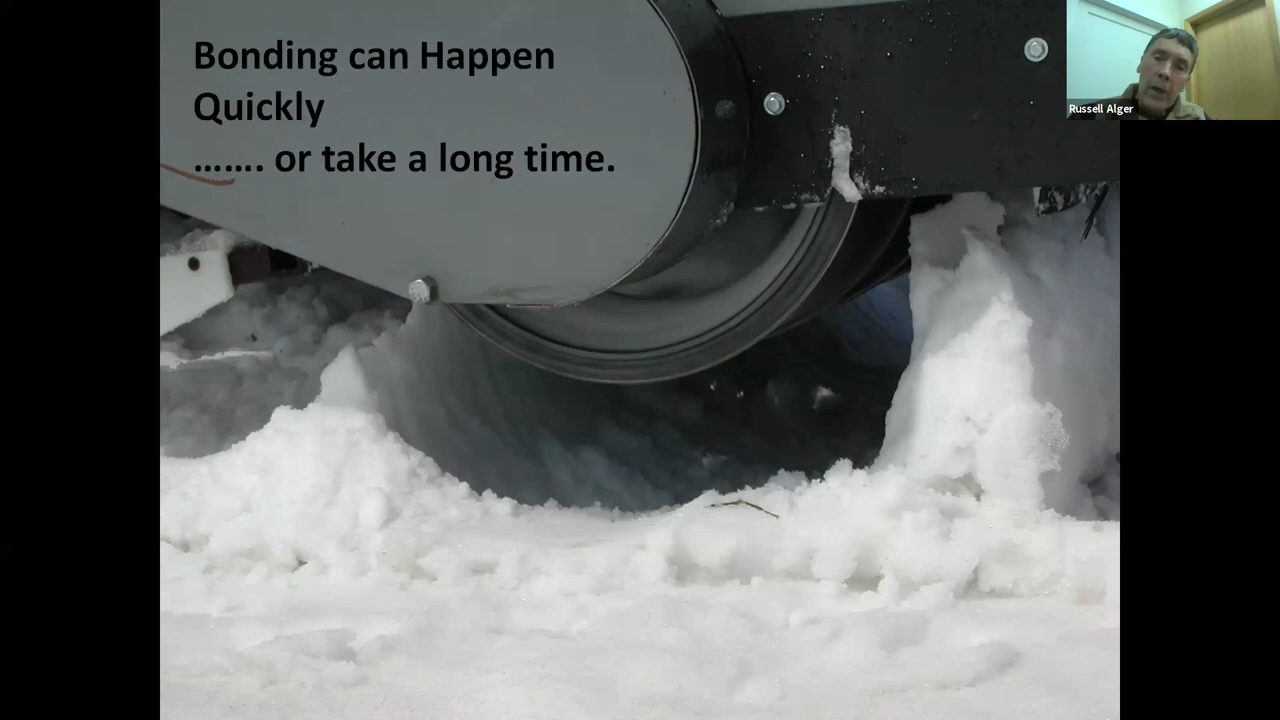 Bonding can Happen
Quickly
……. or take a long time.
Russell Alger